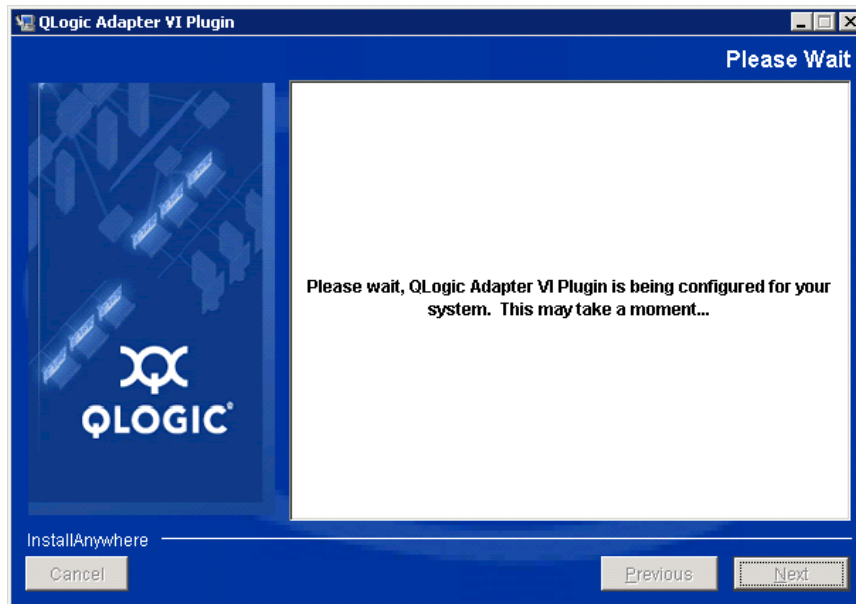 QLogic Adapter VI Plugin
Please Wait
Please wait, QLogic Adapter VI Plugin is being configured for your
system. This may take a moment...
QLOGIC®
InstallAnywhere
Cancel
Previous
Next